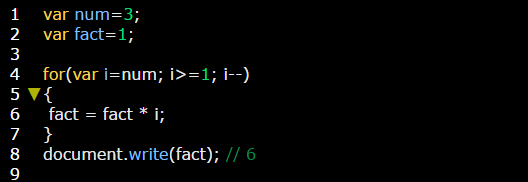 1 var num=3;
2 var fact=1;
3
4 for(var i=num; i>=1; i--)
5 {
6 fact = fact * i;
7 }
8 document.write(fact); // 6
9